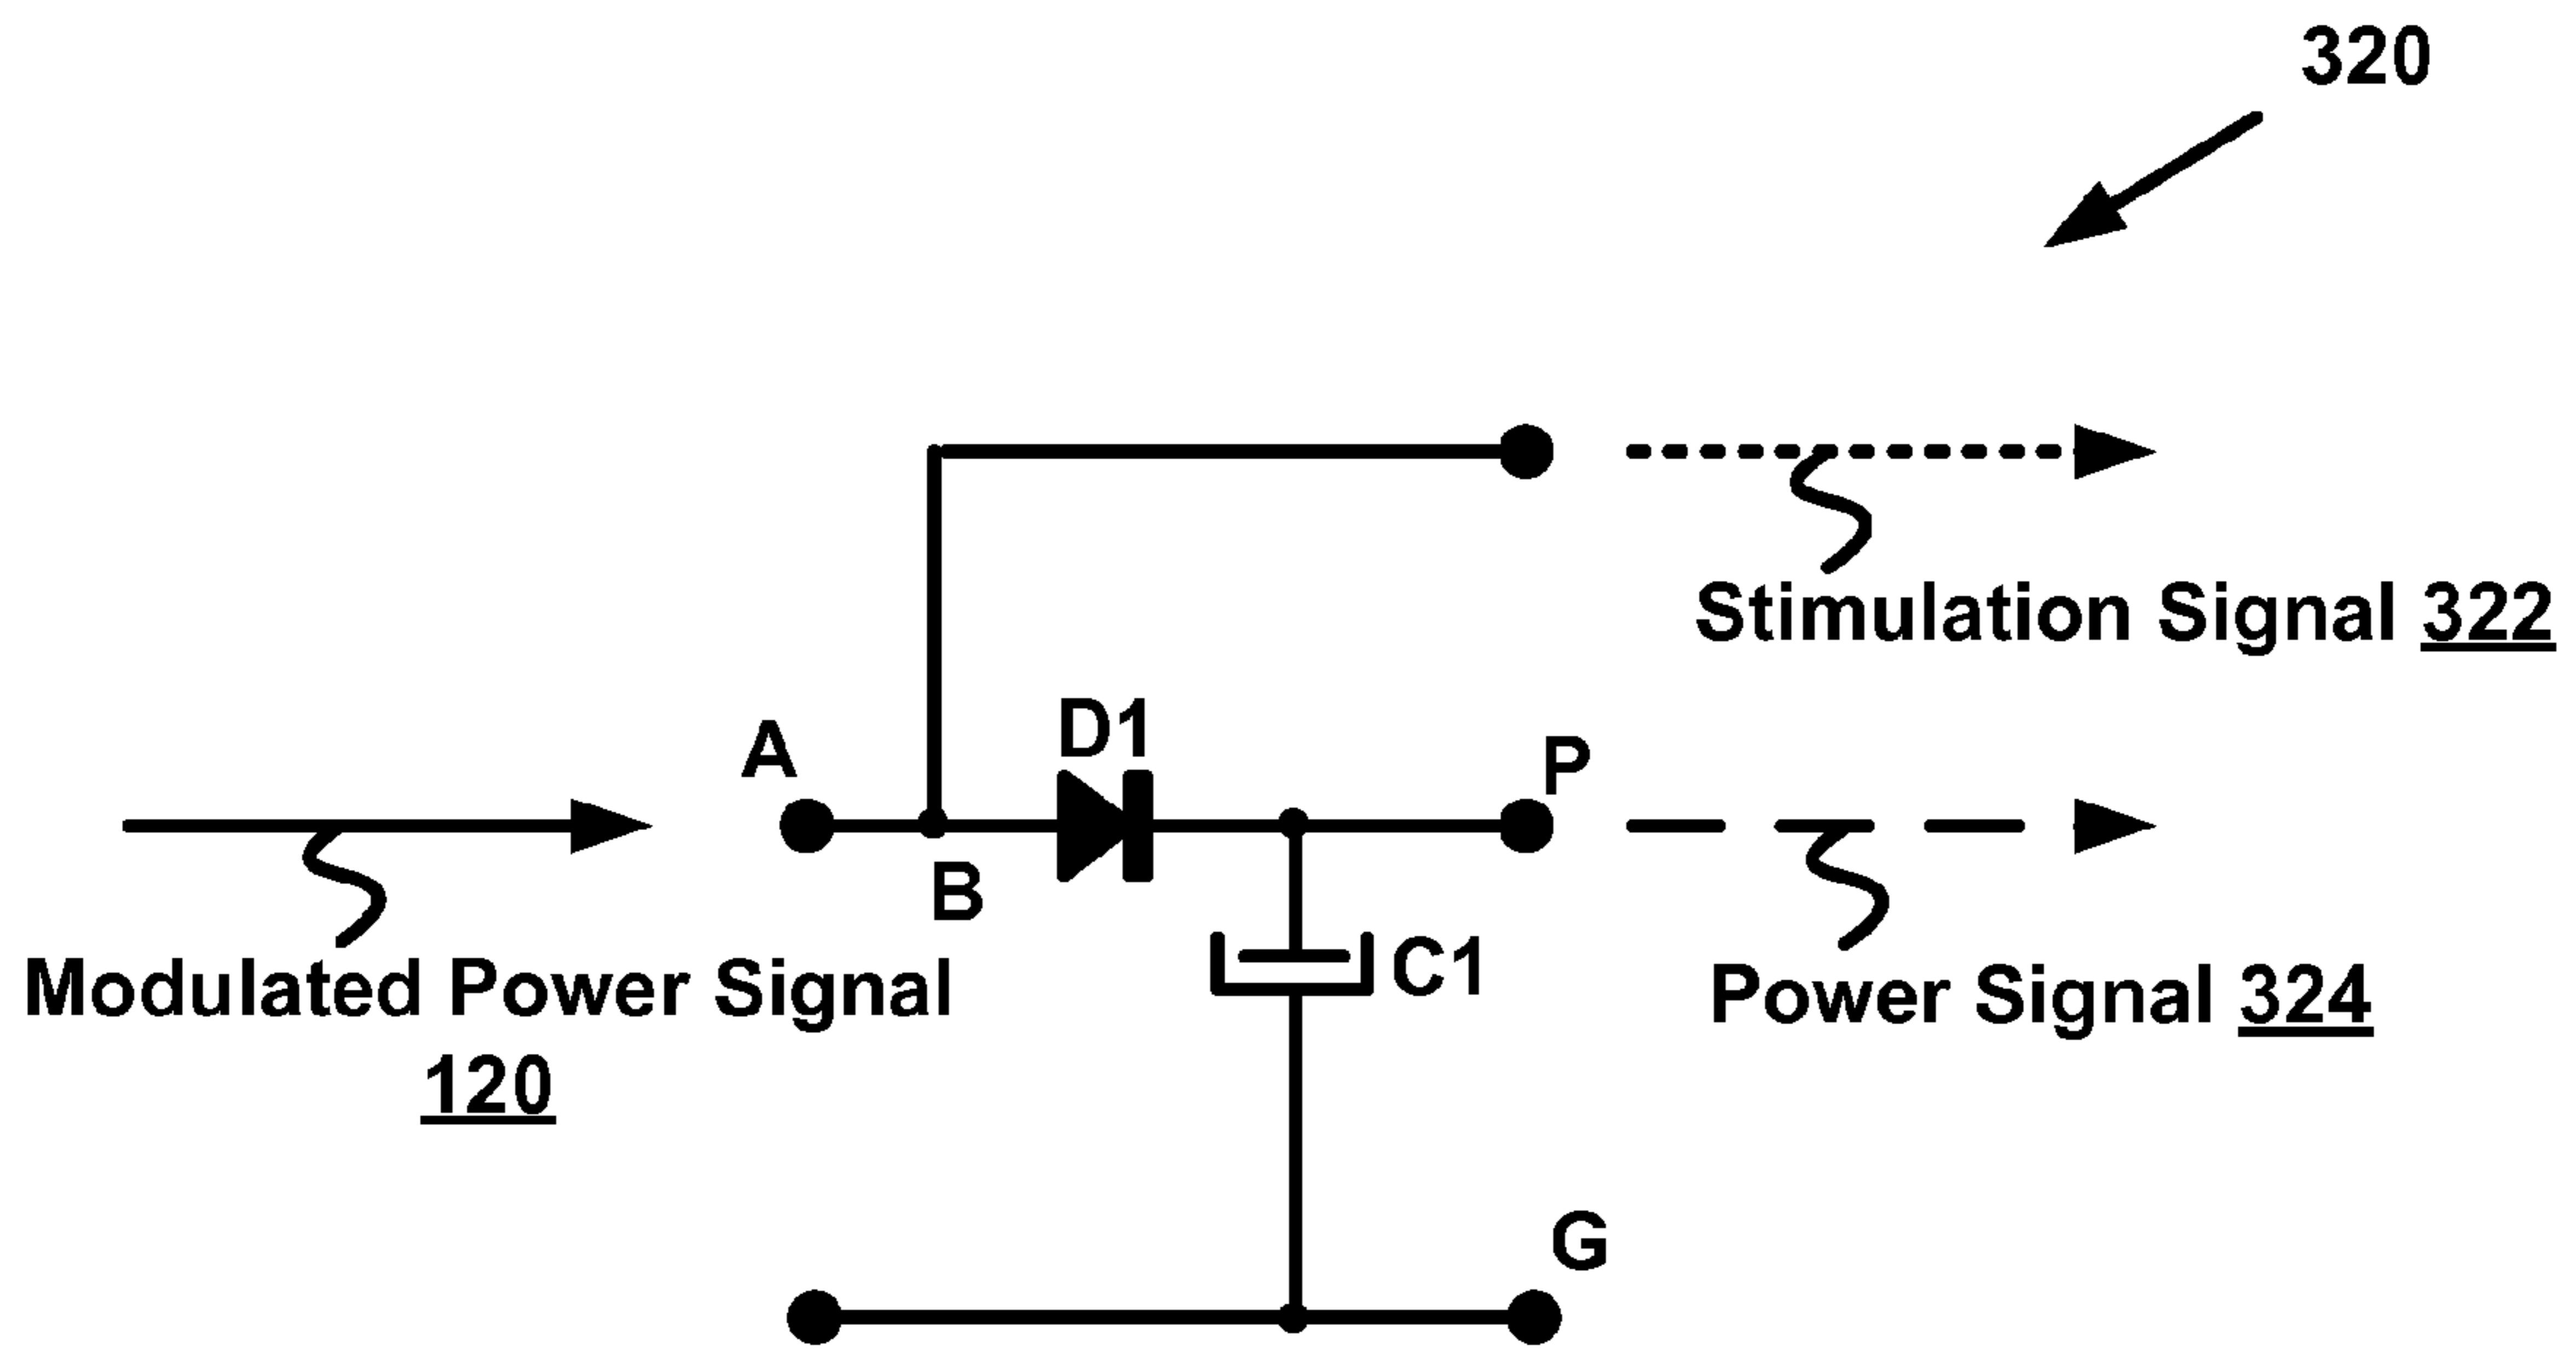 320
Stimulation Signal 322
D1
A
P
B
C1
Modulated Power Signal
120
Power Signal 324
G